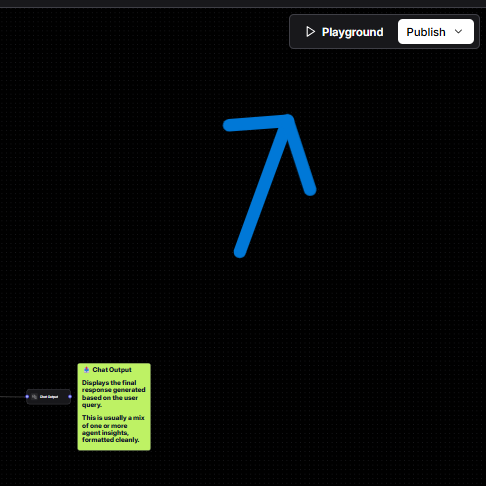 Playground
Publish
Chat Output
Chat Output
Displays the final
response generated
based on the user
query.
This is usually a mix
of one or more
agent insights,
formatted cleanly.